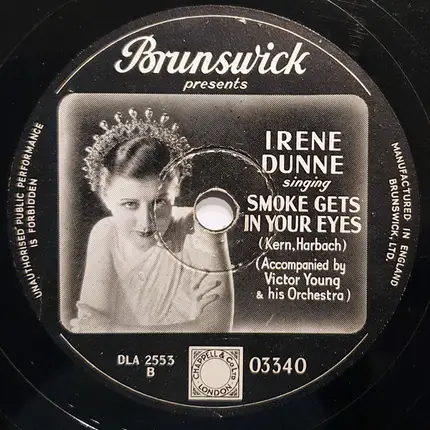 Brunswick
presents
IRENE
DUNNE
singing
SMOKE GETS
IN YOUR EYES
(Kern, Harbach)
(Accompanied by
Victor Young
& his Orchestra)
UNAUTHORISED PUBLIC PERFORMANCE
IS FORBIDDEN
MANUFACTURED IN ENGLAND
BRUNSWICK, LTD.
DLA 2553
B
CHAPPELL & Co LTD
LONDON
03340